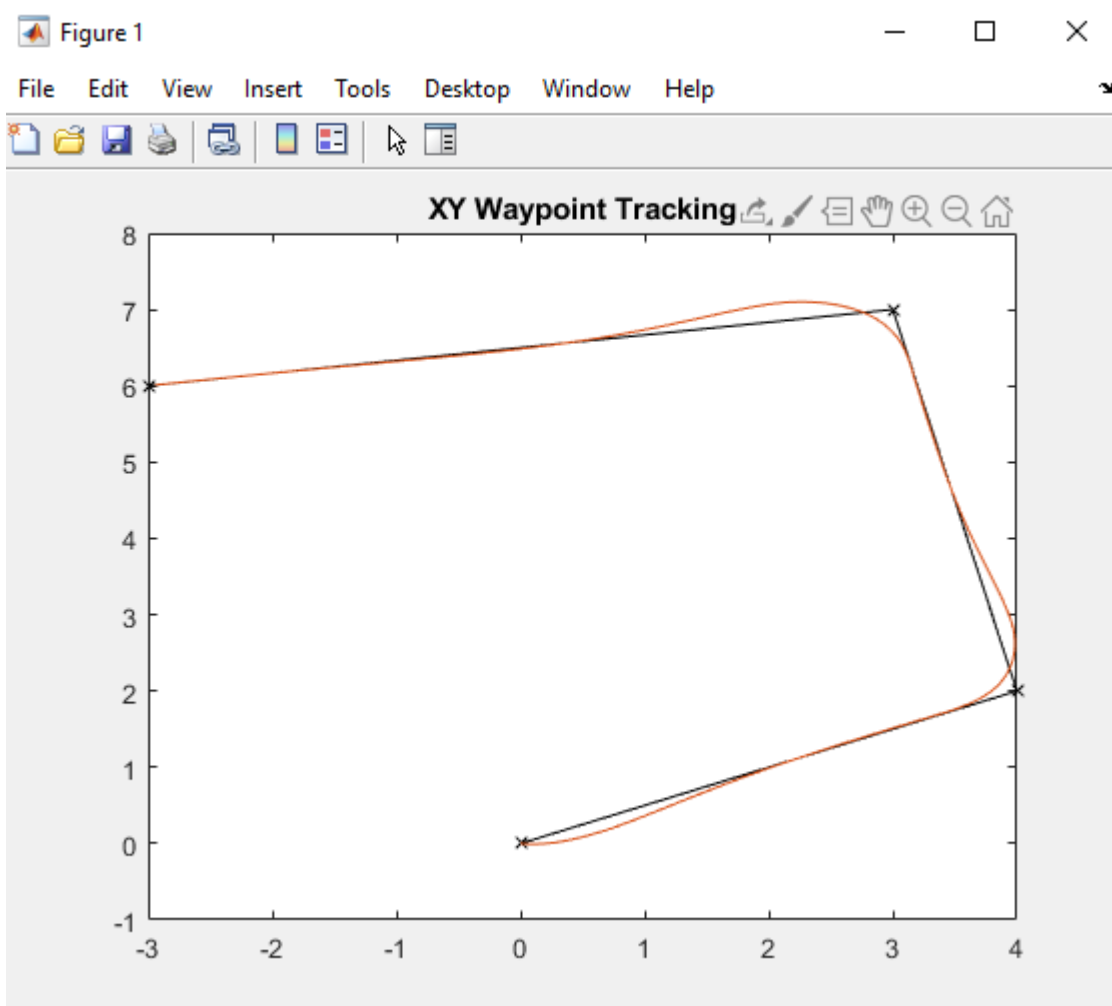 Figure 1
File Edit View Insert Tools Desktop Window Help
XY Waypoint Tracking
8
7
6
5
4
3
2
1
0
-1
-3 -2 -1 0 1 2 3 4